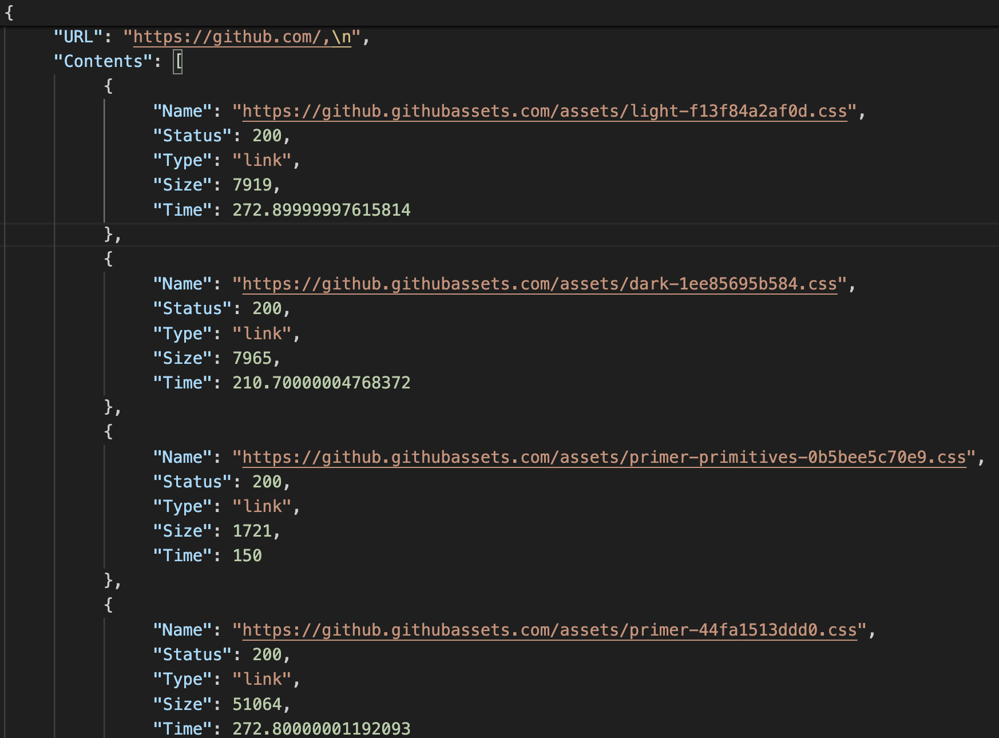 {
"URL": "https://github.com/,\n",
"Contents": [
{
"Name": "https://github.githubassets.com/assets/light-f13f84a2af0d.css",
"Status": 200,
"Type": "link",
"Size": 7919,
"Time": 272.89999997615814
},
{
"Name": "https://github.githubassets.com/assets/dark-1ee85695b584.css",
"Status": 200,
"Type": "link",
"Size": 7965,
"Time": 210.70000004768372
},
{
"Name": "https://github.githubassets.com/assets/primer-primitives-0b5bee5c70e9.css",
"Status": 200,
"Type": "link",
"Size": 1721,
"Time": 150
},
{
"Name": "https://github.githubassets.com/assets/primer-44fa1513ddd0.css",
"Status": 200,
"Type": "link",
"Size": 51064,
"Time": 272.80000001192093